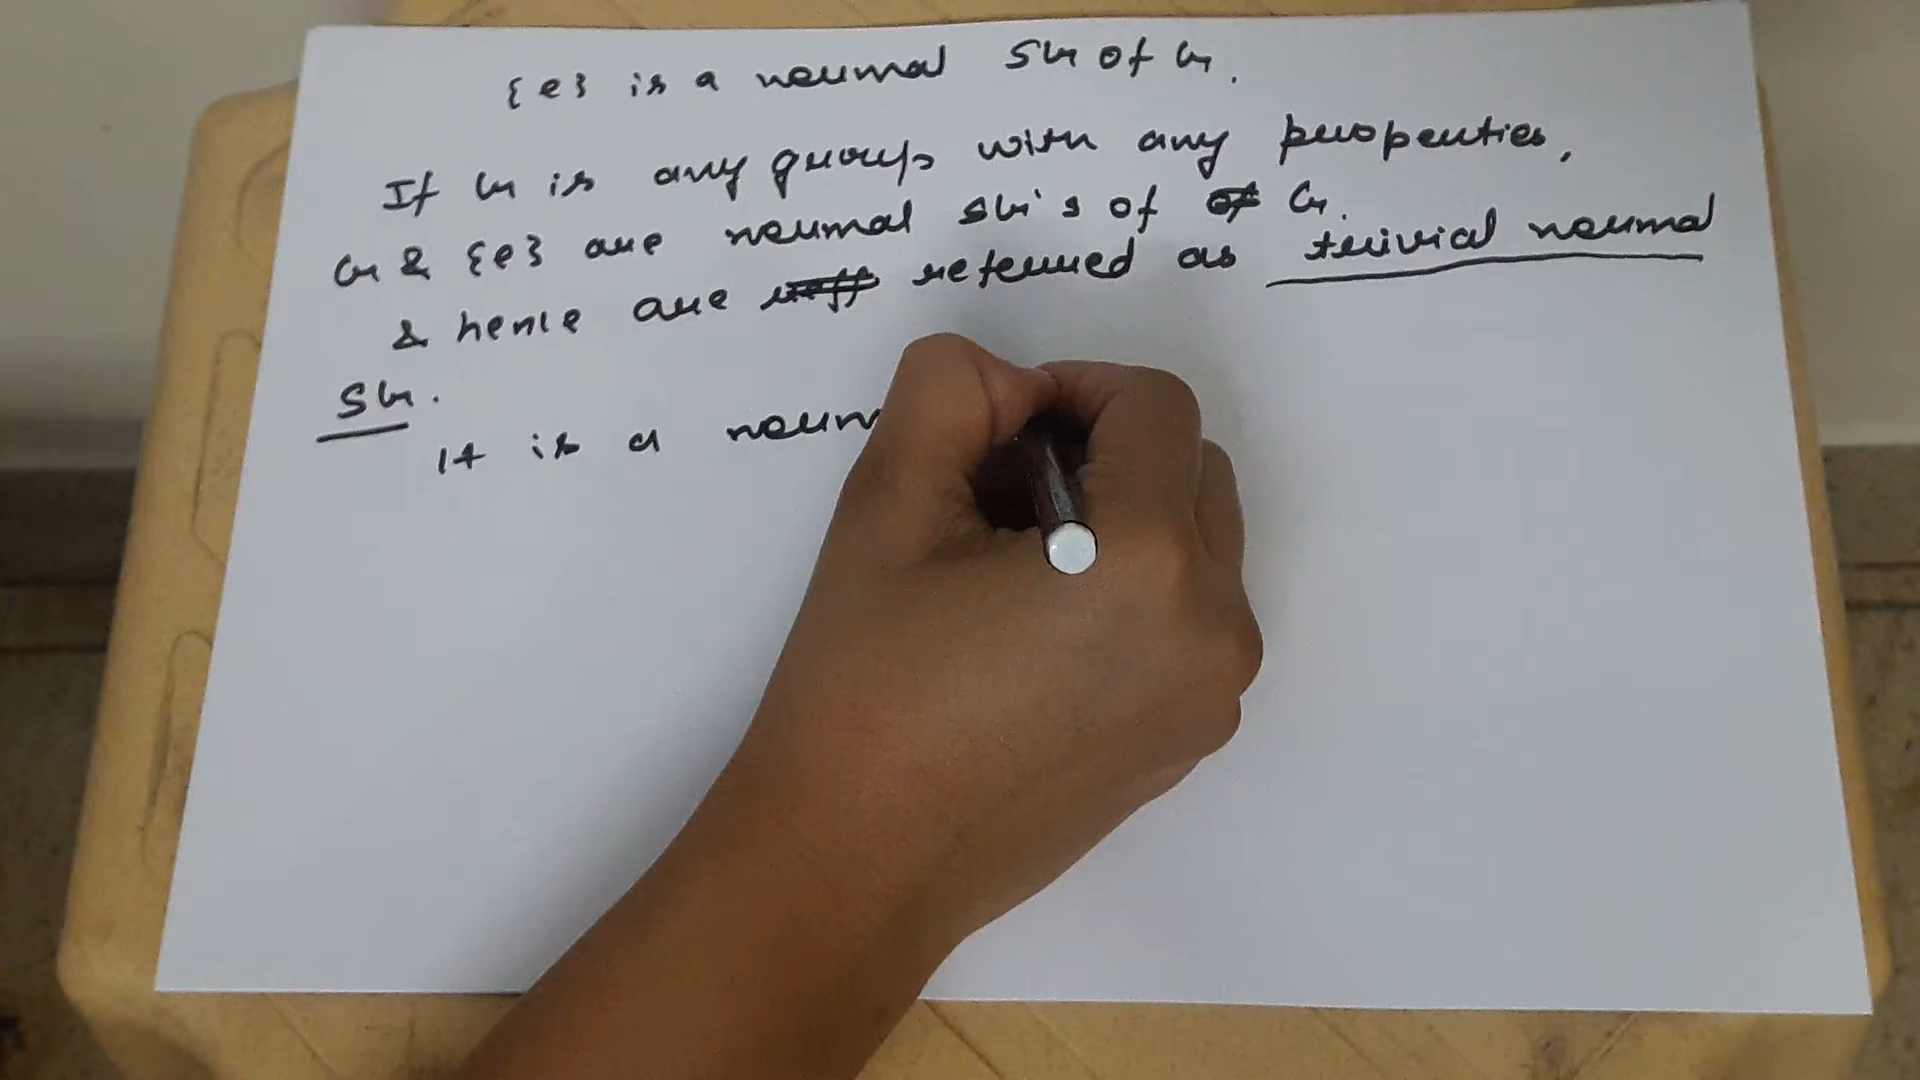 {e} is a normal SG of G.
If G is any group with any properties,
G & {e} are normal SG's of G.
& hence are referred as trivial normal
SG.
It is a norm